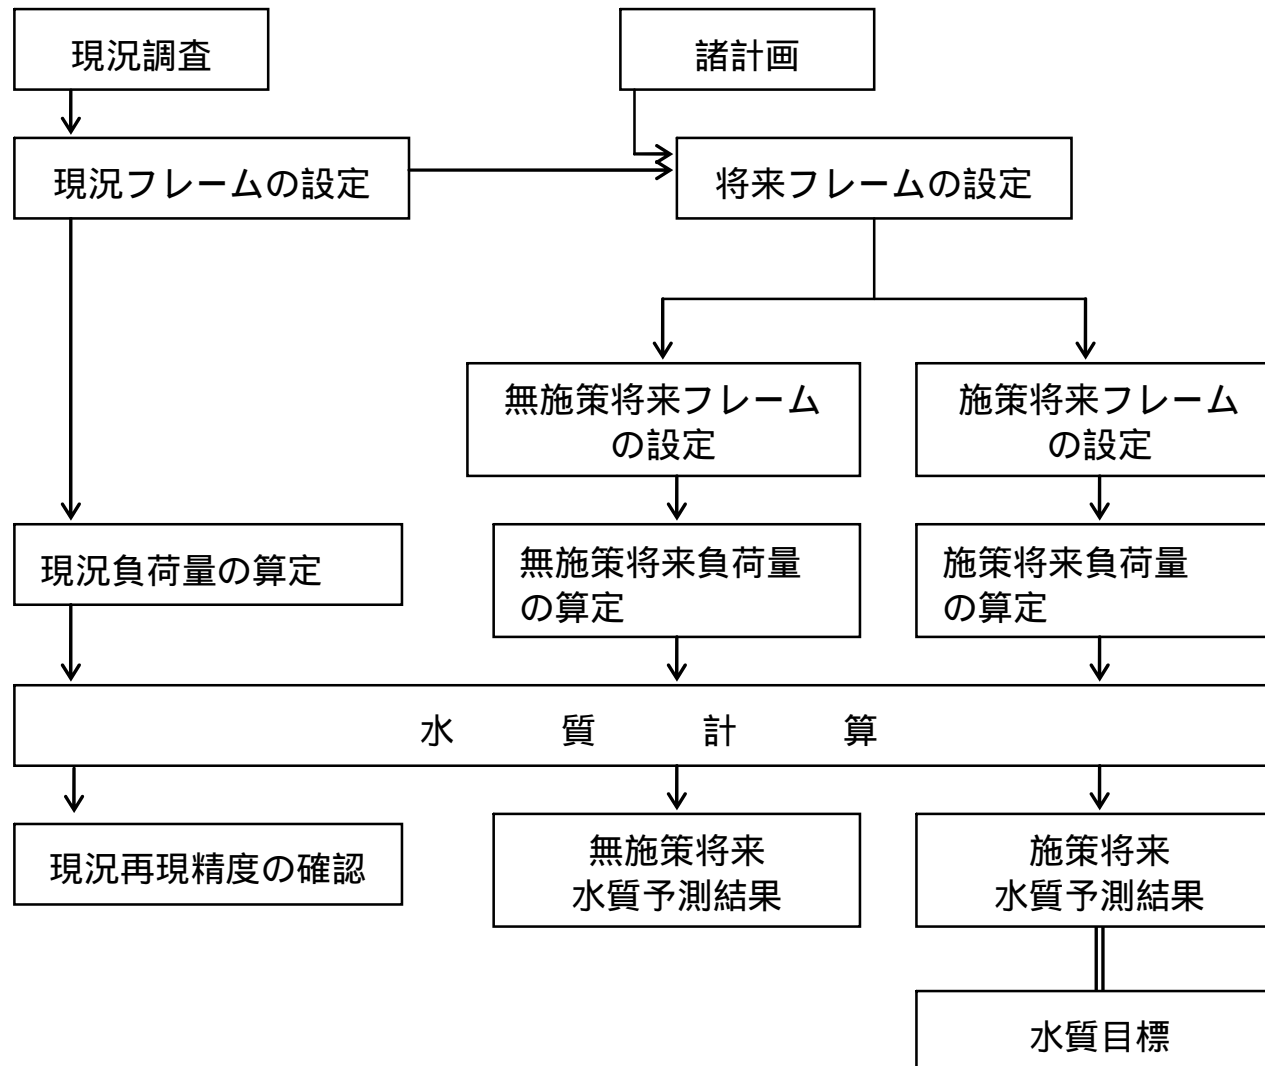 現況調査
諸計画
現況フレームの設定
将来フレームの設定
無施策将来フレーム
の設定
施策将来フレーム
の設定
現況負荷量の算定
無施策将来負荷量
の算定
施策将来負荷量
の算定
水 質 計 算
現況再現精度の確認
無施策将来
水質予測結果
施策将来
水質予測結果
水質目標